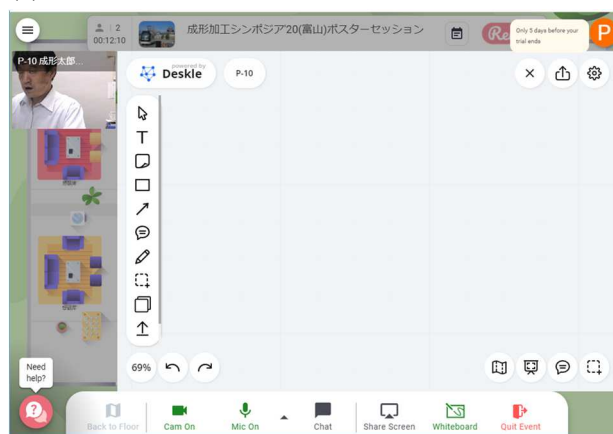 2
00:12:10
成形加工シンポジア'20(富山)ポスターセッション
Only 5 days before your
trial ends
P
P-10 成形太郎...
powered by
Deskle
P-10
T
69%
Need
help?
Back to Floor
Cam On
Mic On
Chat
Share Screen
Whiteboard
Quit Event